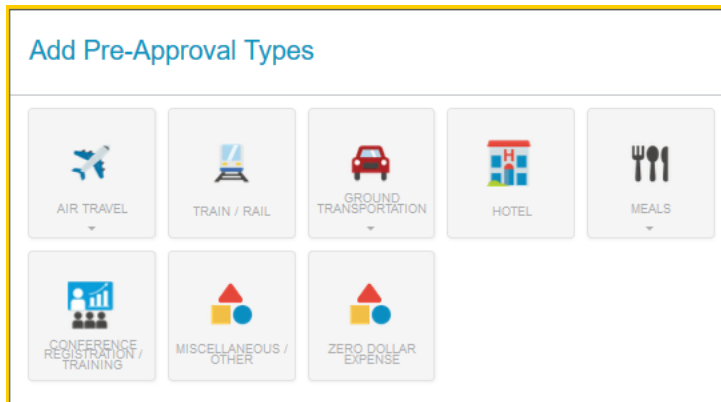 Add Pre-Approval Types
AIR TRAVEL
TRAIN / RAIL
GROUND
TRANSPORTATION
H
HOTEL
MEALS
CONFERENCE
REGISTRATION /
TRAINING
MISCELLANEOUS /
OTHER
ZERO DOLLAR
EXPENSE